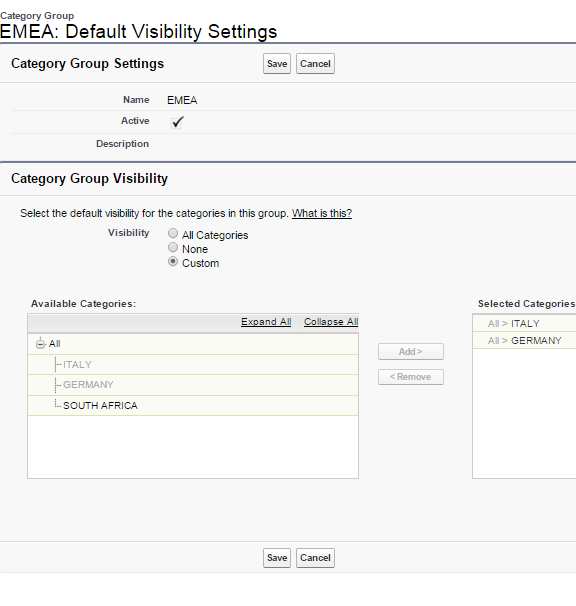 Category Group
EMEA: Default Visibility Settings
Category Group Settings Save Cancel
Name EMEA
Active
Description
Category Group Visibility
Select the default visibility for the categories in this group. What is this?
Visibility All Categories
None
Custom
Available Categories: Selected Categories
Expand All Collapse All
All > ITALY
All
All > GERMANY
Add >
ITALY
< Remove
GERMANY
SOUTH AFRICA
Save Cancel